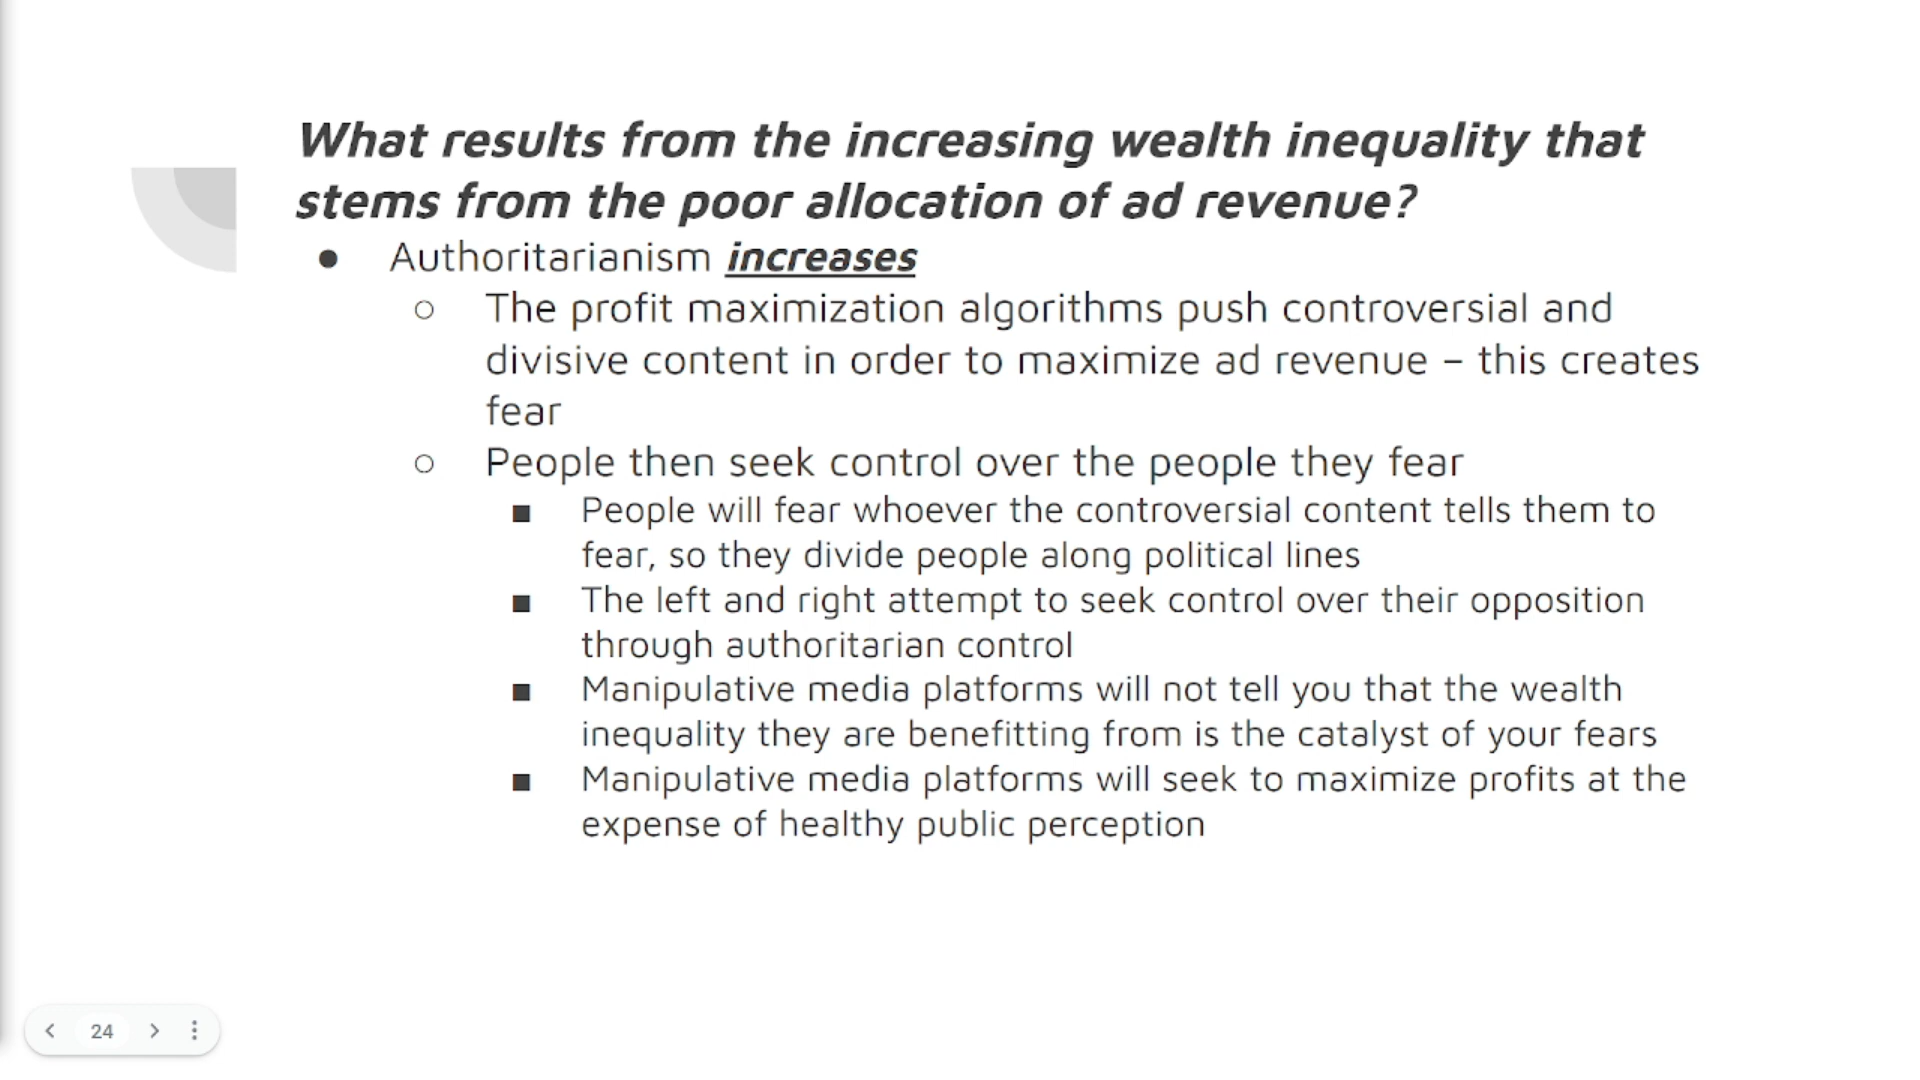 What results from the increasing wealth inequality that
stems from the poor allocation of ad revenue?
● Authoritarianism increases
○ The profit maximization algorithms push controversial and
divisive content in order to maximize ad revenue – this creates
fear
○ People then seek control over the people they fear
■ People will fear whoever the controversial content tells them to
fear, so they divide people along political lines
■ The left and right attempt to seek control over their opposition
through authoritarian control
■ Manipulative media platforms will not tell you that the wealth
inequality they are benefitting from is the catalyst of your fears
■ Manipulative media platforms will seek to maximize profits at the
expense of healthy public perception
24